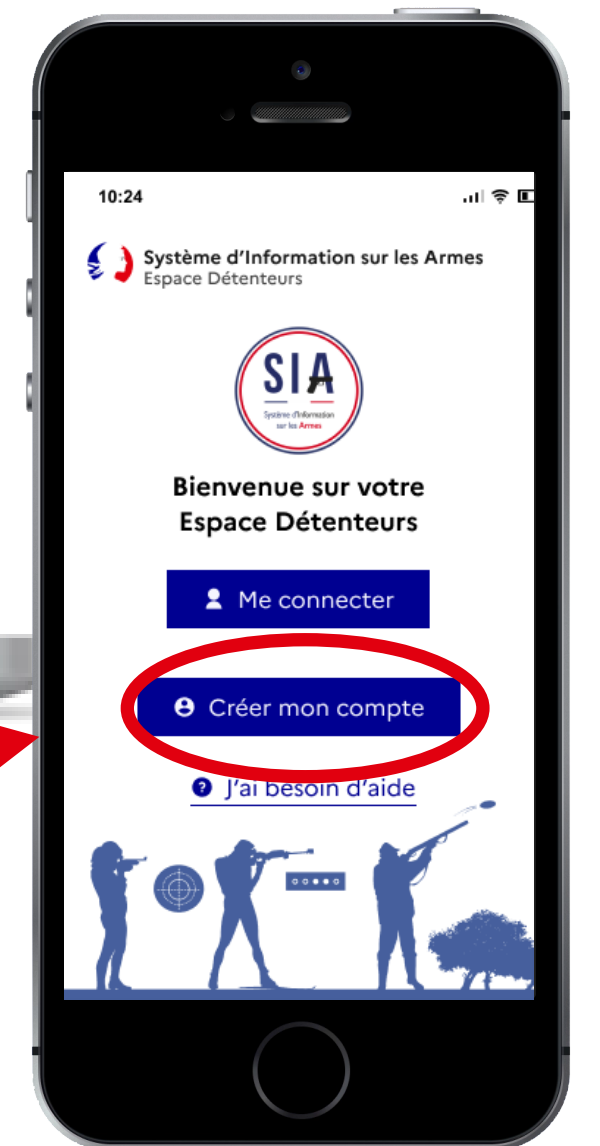 10:24
Système d'Information sur les Armes
Espace Détenteurs
SIA
Système d'Information
sur les Armes
Bienvenue sur votre
Espace Détenteurs
Me connecter
Créer mon compte
? J'ai besoin d'aide